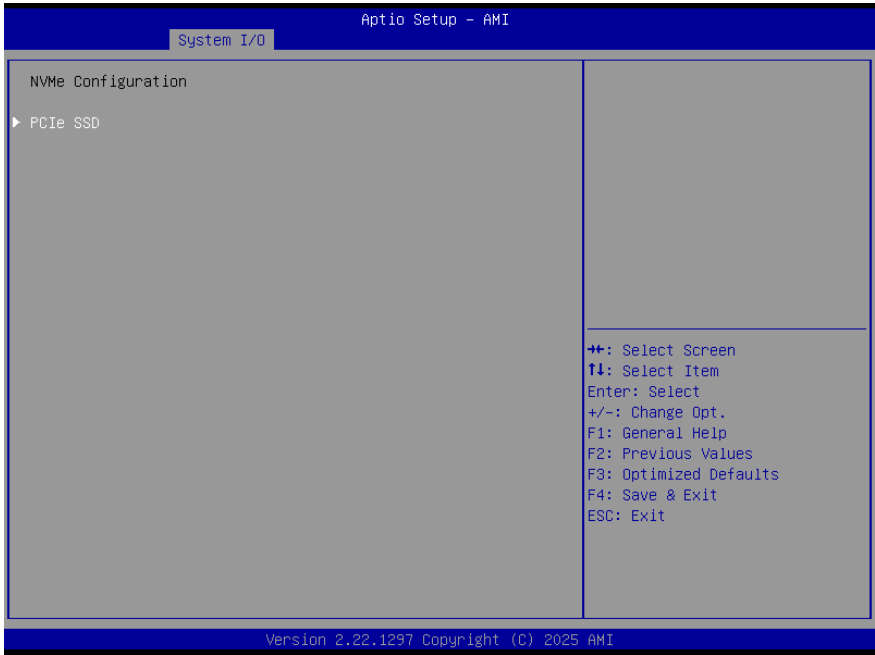 Aptio Setup – AMI
System I/O
NVMe Configuration
▶ PCIe SSD
→←: Select Screen
↑↓: Select Item
Enter: Select
+/-: Change Opt.
F1: General Help
F2: Previous Values
F3: Optimized Defaults
F4: Save & Exit
ESC: Exit
Version 2.22.1297 Copyright (C) 2025 AMI